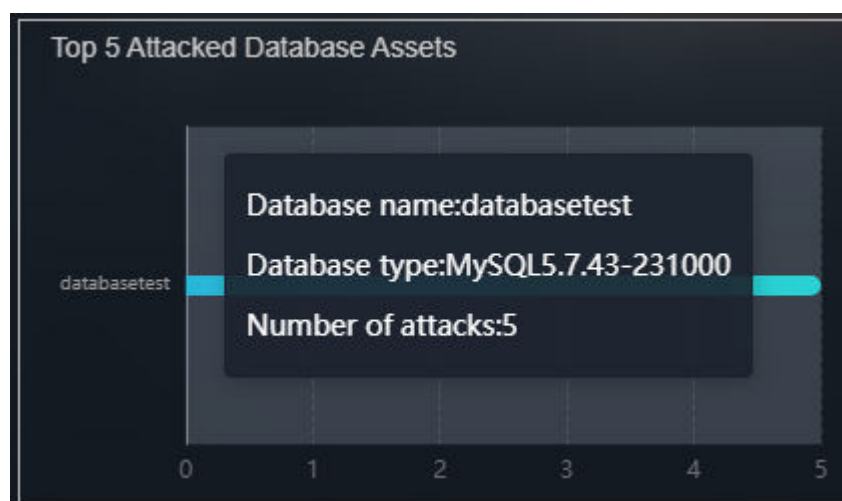 Top 5 Attacked Database Assets
Database name:databasetest
Database type:MySQL5.7.43-231000
databasetest
Number of attacks:5
0 1 2 3 4 5